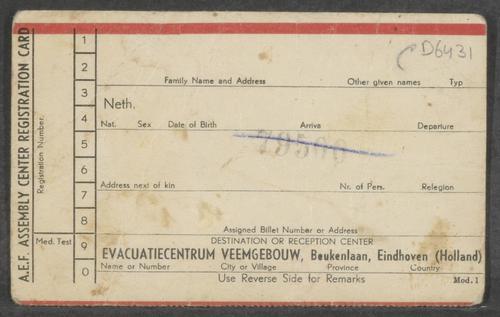 D6431
A.E.F. ASSEMBLY CENTER REGISTRATION CARD
Registration Number.
Med. Test
1
2
3
4
5
6
7
8
9
0
Family Name and Address Other given names Typ
Neth.
Nat. Sex Date of Birth Arriva Departure
79500
Address next of kin Nr. of Pers. Relegion
Assigned Billet Number or Address
DESTINATION OR RECEPTION CENTER
EVACUATIECENTRUM VEEMGEBOUW, Beukenlaan, Eindhoven (Holland)
Name or Number City or Village Province Country
Use Reverse Side for Remarks Mod. 1